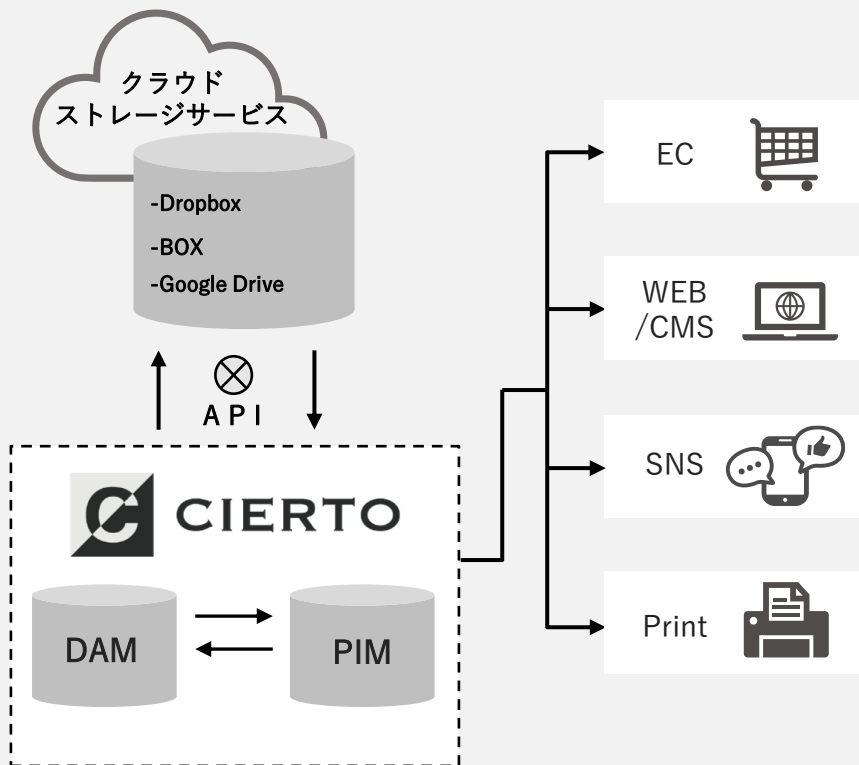 クラウド
ストレージサービス
-Dropbox
-BOX
-Google Drive
API
CIERTO
DAM
PIM
EC
WEB
/CMS
SNS
Print